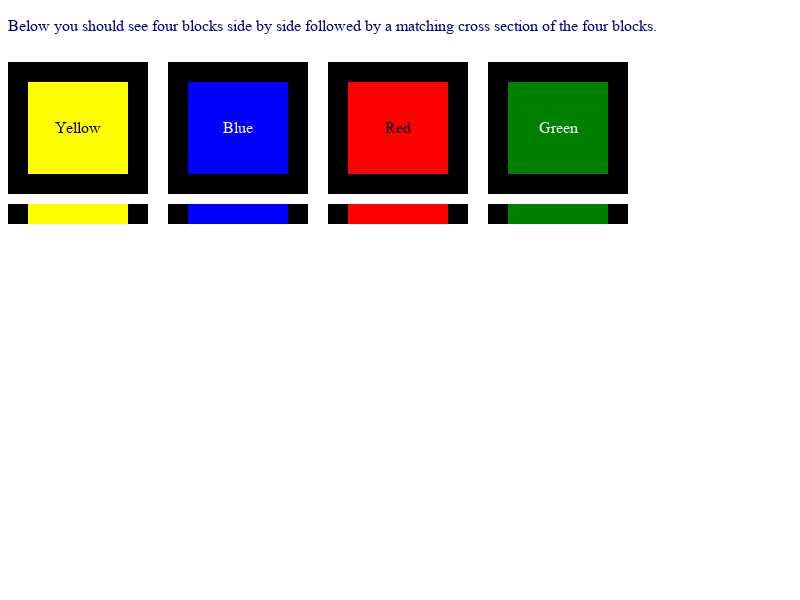 Below you should see four blocks side by side followed by a matching cross section of the four blocks.
Yellow
Blue
Red
Green